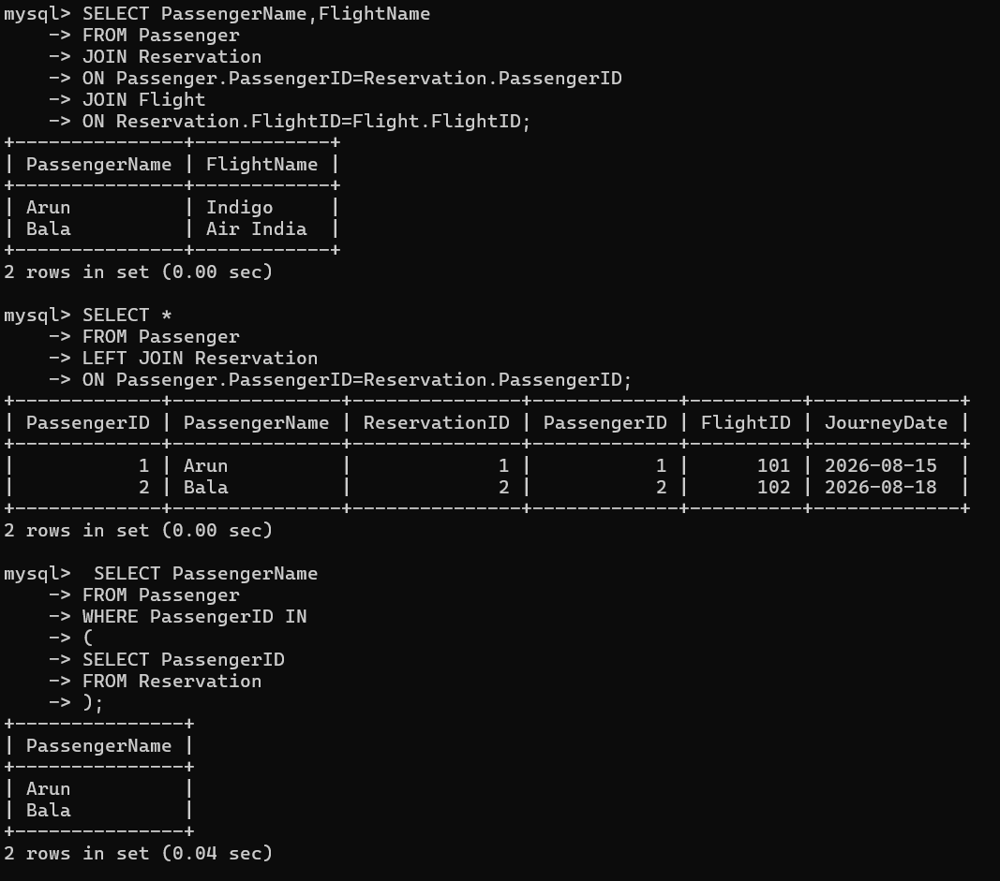 mysql> SELECT PassengerName,FlightName
    -> FROM Passenger
    -> JOIN Reservation
    -> ON Passenger.PassengerID=Reservation.PassengerID
    -> JOIN Flight
    -> ON Reservation.FlightID=Flight.FlightID;
+---------------+------------+
| PassengerName | FlightName |
+---------------+------------+
| Arun          | Indigo     |
| Bala          | Air India  |
+---------------+------------+
2 rows in set (0.00 sec)

mysql> SELECT *
    -> FROM Passenger
    -> LEFT JOIN Reservation
    -> ON Passenger.PassengerID=Reservation.PassengerID;
+-------------+---------------+---------------+-------------+----------+-------------+
| PassengerID | PassengerName | ReservationID | PassengerID | FlightID | JourneyDate |
+-------------+---------------+---------------+-------------+----------+-------------+
|           1 | Arun          |             1 |           1 |      101 | 2026-08-15  |
|           2 | Bala          |             2 |           2 |      102 | 2026-08-18  |
+-------------+---------------+---------------+-------------+----------+-------------+
2 rows in set (0.00 sec)

mysql>  SELECT PassengerName
    -> FROM Passenger
    -> WHERE PassengerID IN
    -> (
    -> SELECT PassengerID
    -> FROM Reservation
    -> );
+---------------+
| PassengerName |
+---------------+
| Arun          |
| Bala          |
+---------------+
2 rows in set (0.04 sec)